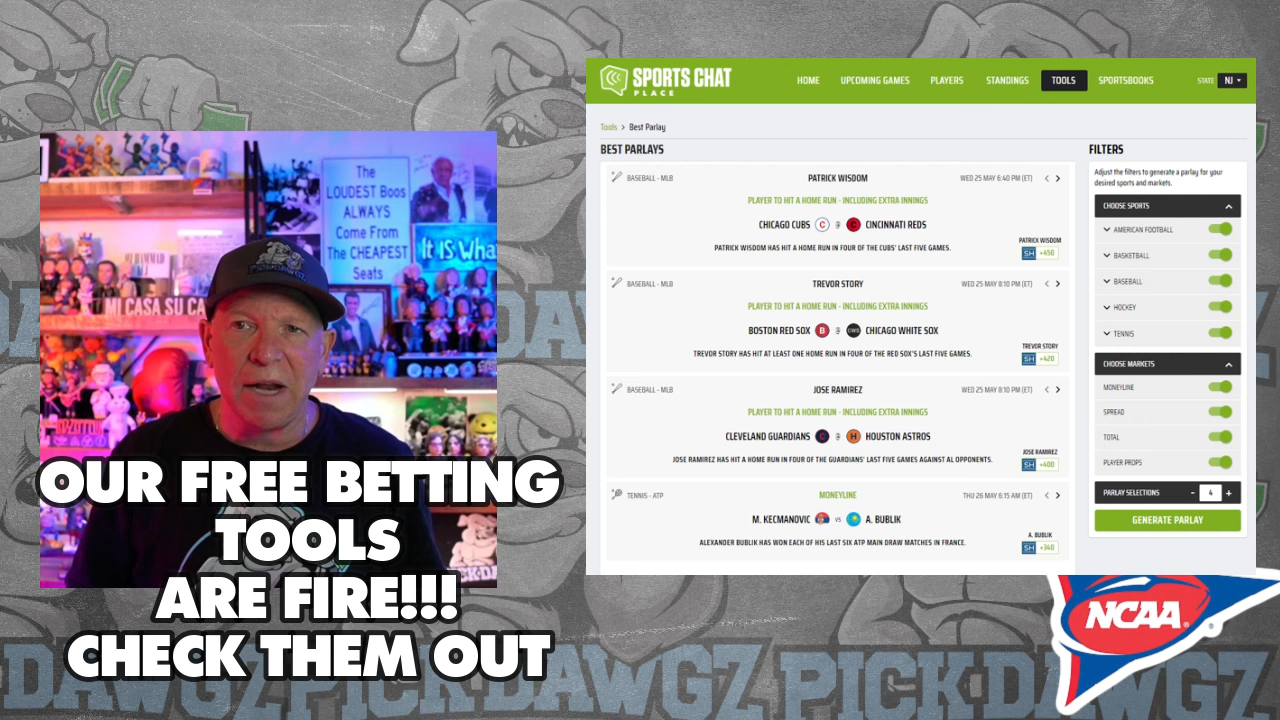 The
LOUDEST Boos
ALWAYS
Come From
The CHEAPEST
Seats
It Is Wha
MI CASA SU CA
OUR FREE BETTING
TOOLS
ARE FIRE!!!
CHECK THEM OUT
SPORTS CHAT
PLACE
HOME UPCOMING GAMES PLAYERS STANDINGS TOOLS SPORTSBOOKS STATE NJ
Tools > Best Parlay
BEST PARLAYS
BASEBALL - MLB PATRICK WISDOM WED 25 MAY 6:40 PM (ET)
PLAYER TO HIT A HOME RUN - INCLUDING EXTRA INNINGS
CHICAGO CUBS C @ C CINCINNATI REDS
PATRICK WISDOM HAS HIT A HOME RUN IN FOUR OF THE CUBS' LAST FIVE GAMES.
PATRICK WISDOM
SH +450
BASEBALL - MLB TREVOR STORY WED 25 MAY 8:10 PM (ET)
PLAYER TO HIT A HOME RUN - INCLUDING EXTRA INNINGS
BOSTON RED SOX B @ CWS CHICAGO WHITE SOX
TREVOR STORY HAS HIT AT LEAST ONE HOME RUN IN FOUR OF THE RED SOX'S LAST FIVE GAMES.
TREVOR STORY
SH +420
BASEBALL - MLB JOSE RAMIREZ WED 25 MAY 8:10 PM (ET)
PLAYER TO HIT A HOME RUN - INCLUDING EXTRA INNINGS
CLEVELAND GUARDIANS C @ H HOUSTON ASTROS
JOSE RAMIREZ HAS HIT A HOME RUN IN FOUR OF THE GUARDIANS' LAST FIVE GAMES AGAINST AL OPPONENTS.
JOSE RAMIREZ
SH +400
TENNIS - ATP MONEYLINE THU 26 MAY 6:15 AM (ET)
M. KECMANOVIC VS A. BUBLIK
ALEXANDER BUBLIK HAS WON EACH OF HIS LAST SIX ATP MAIN DRAW MATCHES IN FRANCE.
A. BUBLIK
SH +340
FILTERS
Adjust the filters to generate a parlay for your
desired sports and markets.
CHOOSE SPORTS
AMERICAN FOOTBALL
BASKETBALL
BASEBALL
HOCKEY
TENNIS
CHOOSE MARKETS
MONEYLINE
SPREAD
TOTAL
PLAYER PROPS
PARLAY SELECTIONS - 4 +
GENERATE PARLAY
NCAA
DAWGZ PICKDAWGZ PICKDAWGZ